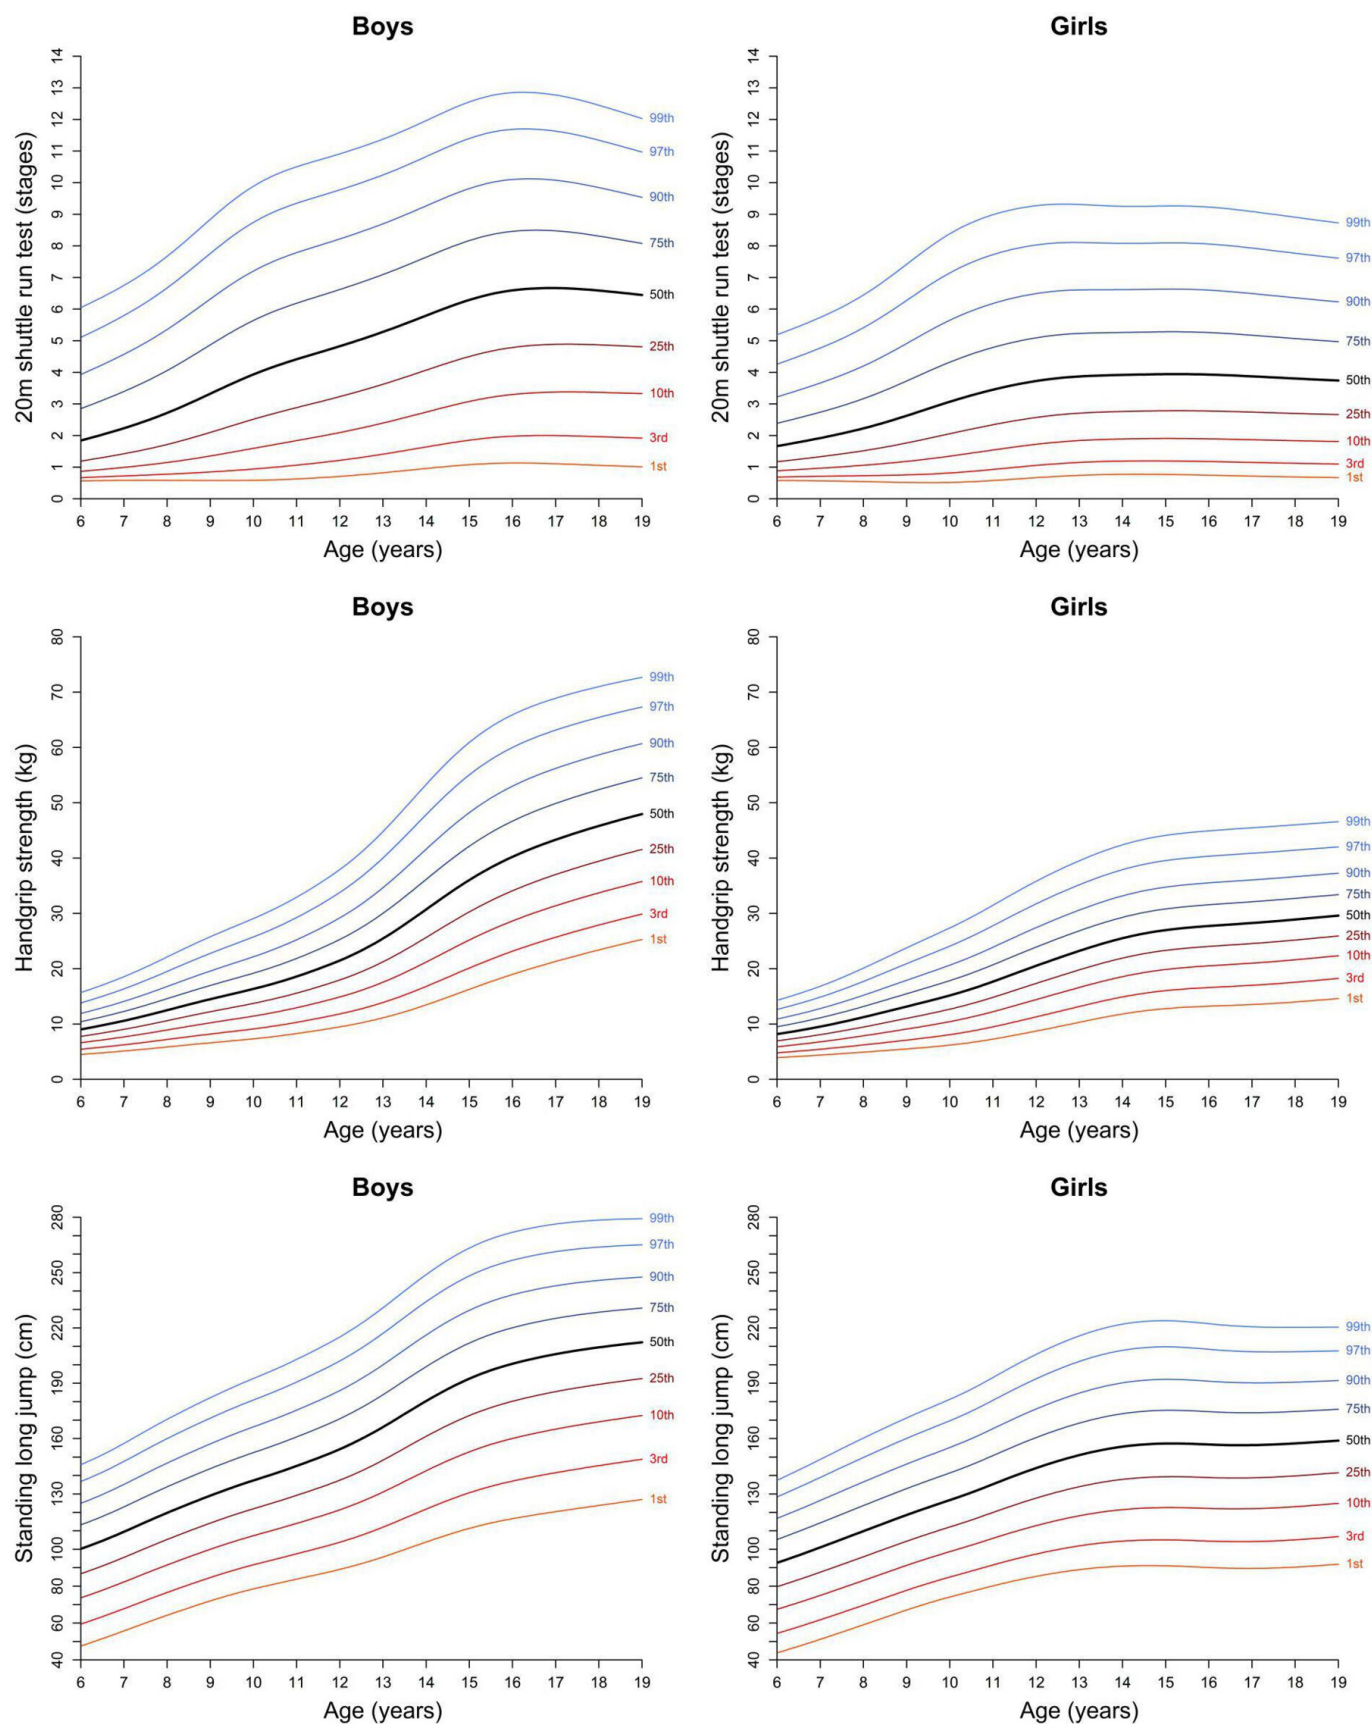 Boys
Girls
20m shuttle run test (stages)
14
13
12
11
10
9
8
7
6
5
4
3
2
1
0
99th
97th
90th
75th
50th
25th
10th
3rd
1st
6 7 8 9 10 11 12 13 14 15 16 17 18 19
Age (years)
20m shuttle run test (stages)
14
13
12
11
10
9
8
7
6
5
4
3
2
1
0
99th
97th
90th
75th
50th
25th
10th
3rd
1st
6 7 8 9 10 11 12 13 14 15 16 17 18 19
Age (years)
Boys
Girls
Handgrip strength (kg)
80
70
60
50
40
30
20
10
0
99th
97th
90th
75th
50th
25th
10th
3rd
1st
6 7 8 9 10 11 12 13 14 15 16 17 18 19
Age (years)
Handgrip strength (kg)
80
70
60
50
40
30
20
10
0
99th
97th
90th
75th
50th
25th
10th
3rd
1st
6 7 8 9 10 11 12 13 14 15 16 17 18 19
Age (years)
Boys
Girls
Standing long jump (cm)
280
250
220
190
160
130
100
80
60
40
99th
97th
90th
75th
50th
25th
10th
3rd
1st
6 7 8 9 10 11 12 13 14 15 16 17 18 19
Age (years)
Standing long jump (cm)
280
250
220
190
160
130
100
80
60
40
99th
97th
90th
75th
50th
25th
10th
3rd
1st
6 7 8 9 10 11 12 13 14 15 16 17 18 19
Age (years)